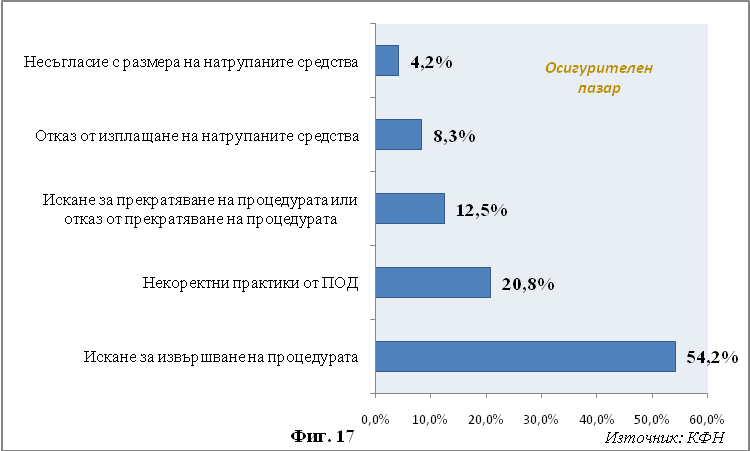 Несъгласие с размера на натрупаните средства
4,2%
Осигурителен
пазар
Отказ от изплащане на натрупаните средства
8,3%
Искане за прекратяване на процедурата или
отказ от прекратяване на процедурата
12,5%
Некоректни практики от ПОД
20,8%
Искане за извършване на процедурата
54,2%
0,0% 10,0% 20,0% 30,0% 40,0% 50,0% 60,0%
Фиг. 17
Източник: КФН